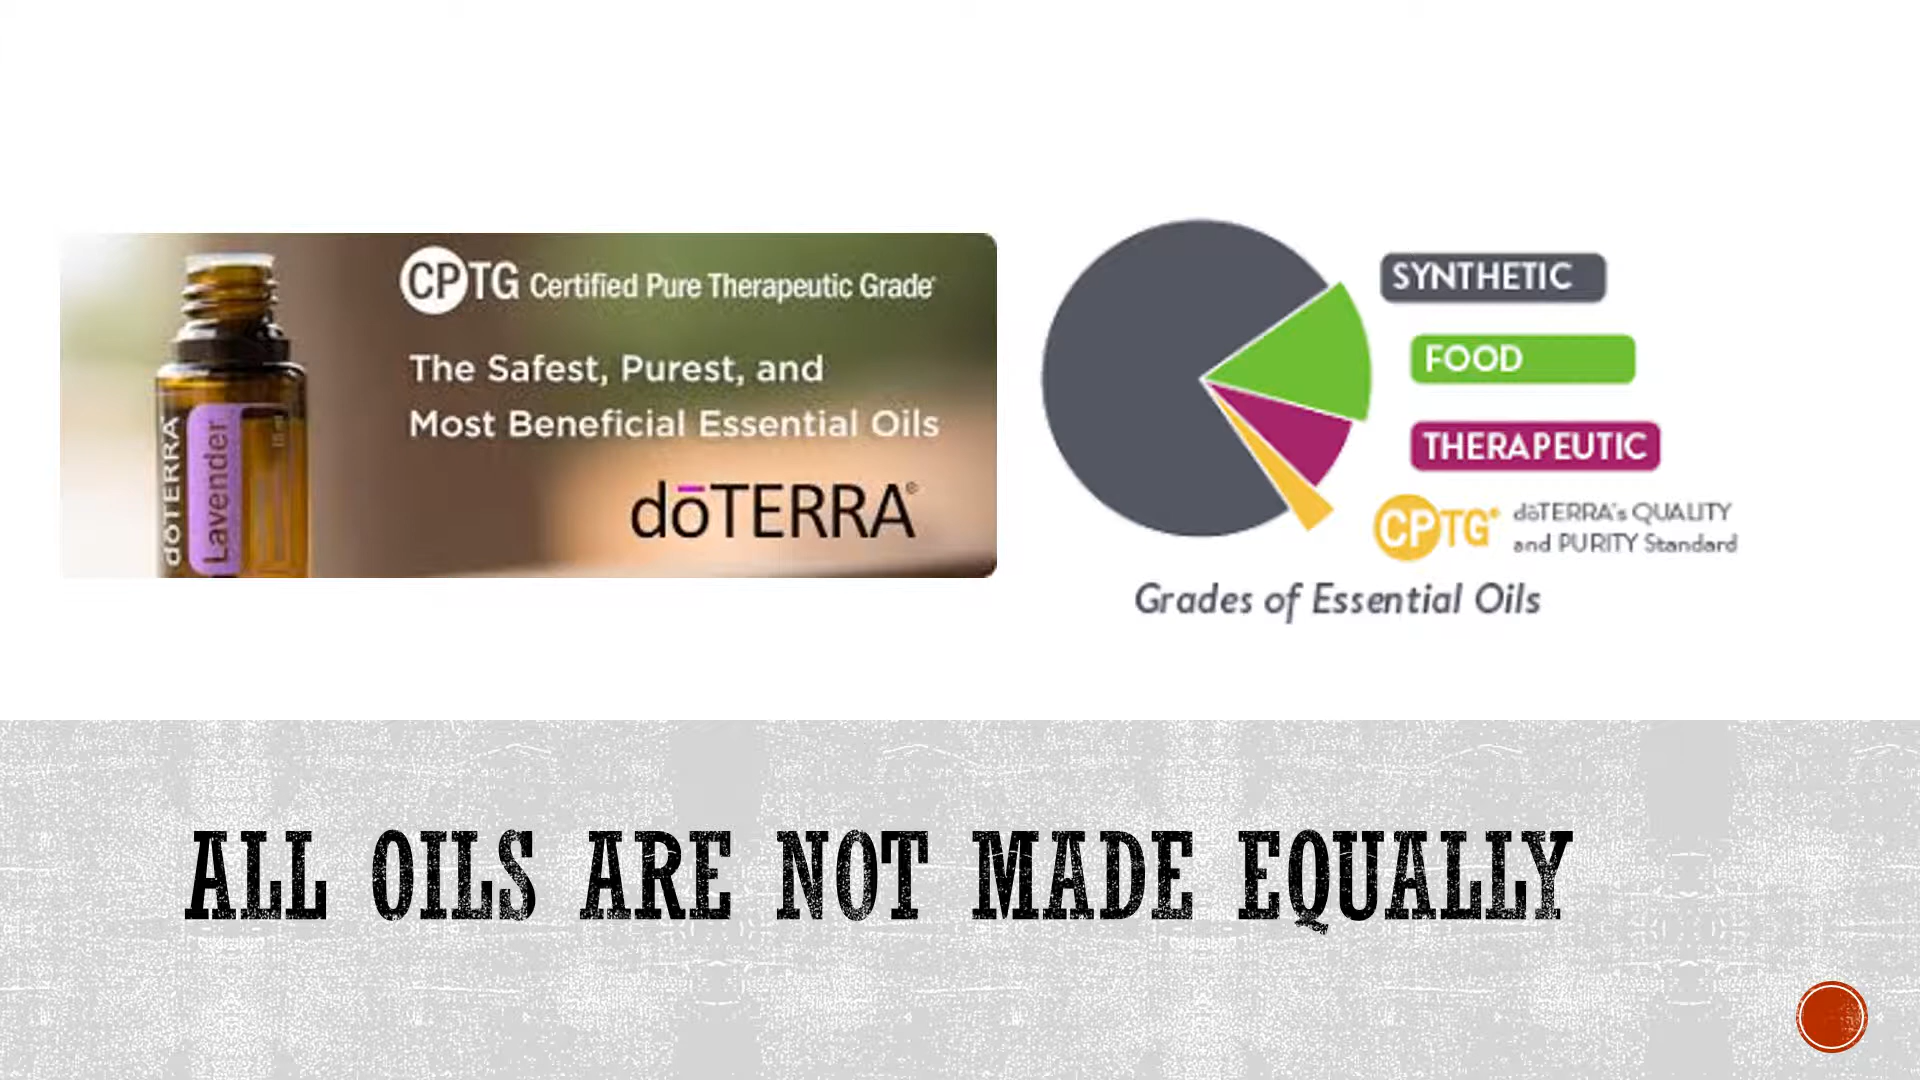 CPTG Certified Pure Therapeutic Grade®
The Safest, Purest, and
Most Beneficial Essential Oils
dōTERRA®
dōTERRA
Lavender
SYNTHETIC
FOOD
THERAPEUTIC
CPTG® dōTERRA's QUALITY
and PURITY Standard
Grades of Essential Oils
ALL OILS ARE NOT MADE EQUALLY